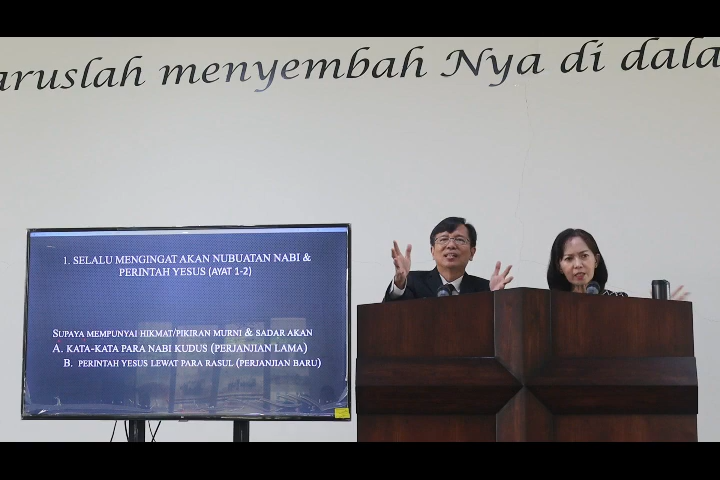 aruslah menyembah Nya di dala
1. SELALU MENGINGAT AKAN NUBUATAN NABI &
PERINTAH YESUS (AYAT 1-2)
SUPAYA MEMPUNYAI HIKMAT/PIKIRAN MURNI & SADAR AKAN
A. KATA-KATA PARA NABI KUDUS (PERJANJIAN LAMA)
B. PERINTAH YESUS LEWAT PARA RASUL (PERJANJIAN BARU)